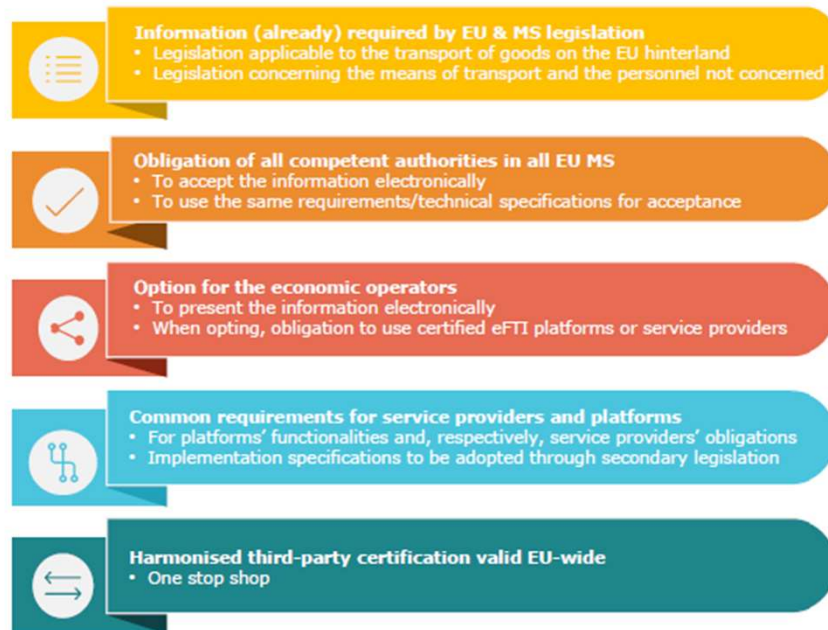 Information (already) required by EU & MS legislation
• Legislation applicable to the transport of goods on the EU hinterland
• Legislation concerning the means of transport and the personnel not concerned
Obligation of all competent authorities in all EU MS
• To accept the information electronically
• To use the same requirements/technical specifications for acceptance
Option for the economic operators
• To present the information electronically
• When opting, obligation to use certified eFTI platforms or service providers
Common requirements for service providers and platforms
• For platforms’ functionalities and, respectively, service providers’ obligations
• Implementation specifications to be adopted through secondary legislation
Harmonised third-party certification valid EU-wide
• One stop shop